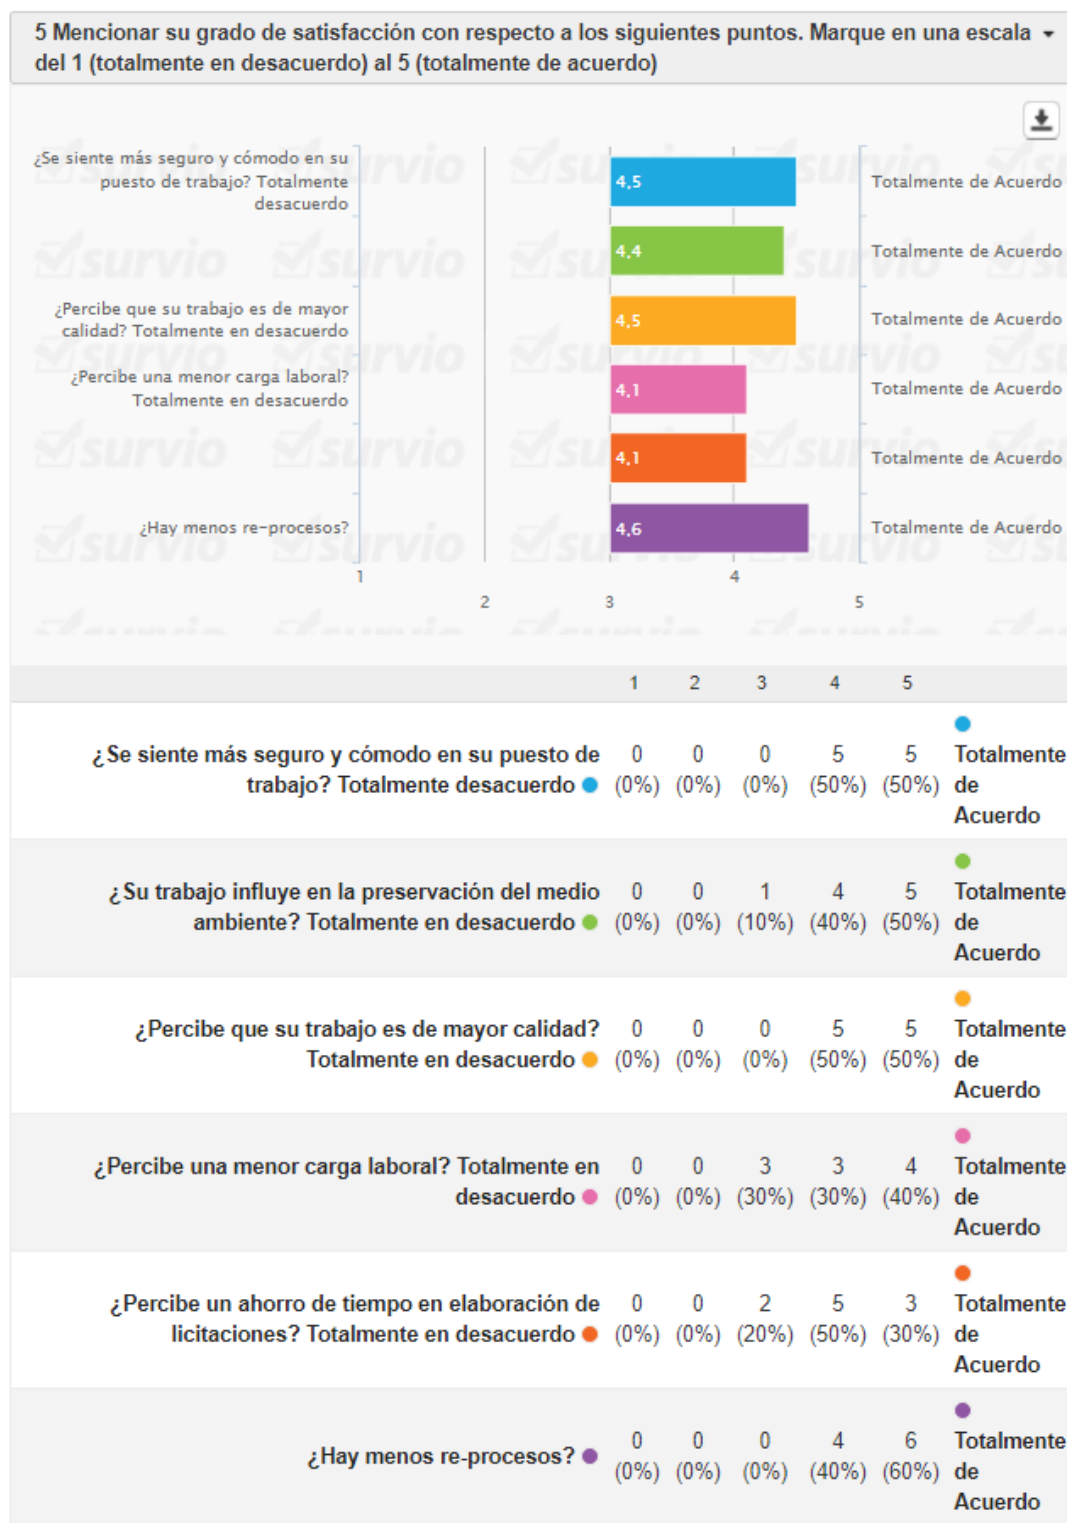 5 Mencionar su grado de satisfacción con respecto a los siguientes puntos. Marque en una escala
del 1 (totalmente en desacuerdo) al 5 (totalmente de acuerdo)
¿Se siente más seguro y cómodo en su
puesto de trabajo? Totalmente
desacuerdo
4,5
Totalmente de Acuerdo
4,4
Totalmente de Acuerdo
¿Percibe que su trabajo es de mayor
calidad? Totalmente en desacuerdo
4,5
Totalmente de Acuerdo
¿Percibe una menor carga laboral?
Totalmente en desacuerdo
4,1
Totalmente de Acuerdo
4,1
Totalmente de Acuerdo
¿Hay menos re-procesos?
4,6
Totalmente de Acuerdo
1 4
2 3 5
survio
1 2 3 4 5
¿Se siente más seguro y cómodo en su puesto de
trabajo? Totalmente desacuerdo
0 0 0 5 5
(0%) (0%) (0%) (50%) (50%)
Totalmente
de
Acuerdo
¿Su trabajo influye en la preservación del medio
ambiente? Totalmente en desacuerdo
0 0 1 4 5
(0%) (0%) (10%) (40%) (50%)
Totalmente
de
Acuerdo
¿Percibe que su trabajo es de mayor calidad?
Totalmente en desacuerdo
0 0 0 5 5
(0%) (0%) (0%) (50%) (50%)
Totalmente
de
Acuerdo
¿Percibe una menor carga laboral? Totalmente en
desacuerdo
0 0 3 3 4
(0%) (0%) (30%) (30%) (40%)
Totalmente
de
Acuerdo
¿Percibe un ahorro de tiempo en elaboración de
licitaciones? Totalmente en desacuerdo
0 0 2 5 3
(0%) (0%) (20%) (50%) (30%)
Totalmente
de
Acuerdo
¿Hay menos re-procesos?
0 0 0 4 6
(0%) (0%) (0%) (40%) (60%)
Totalmente
de
Acuerdo